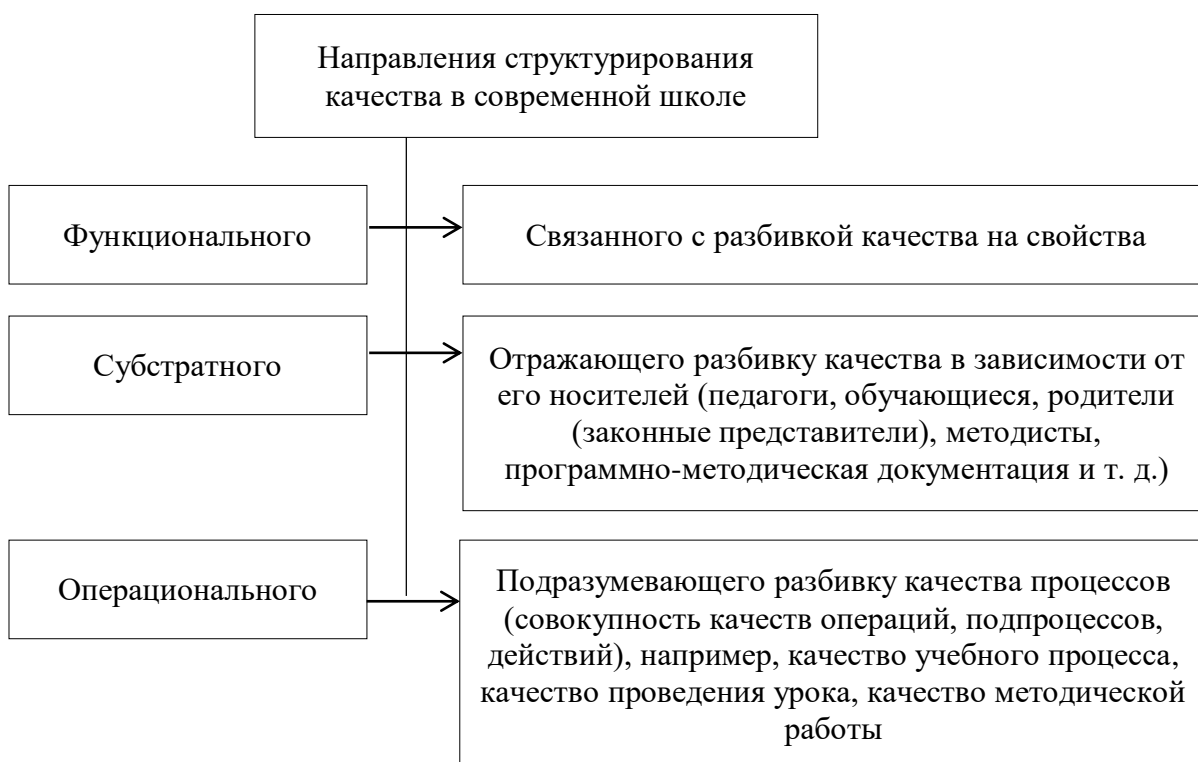 Направления структурирования
качества в современной школе
Функционального
Связанного с разбивкой качества на свойства
Субстратного
Отражающего разбивку качества в зависимости от
его носителей (педагоги, обучающиеся, родители
(законные представители), методисты,
программно-методическая документация и т. д.)
Операционального
Подразумевающего разбивку качества процессов
(совокупность качеств операций, подпроцессов,
действий), например, качество учебного процесса,
качество проведения урока, качество методической
работы